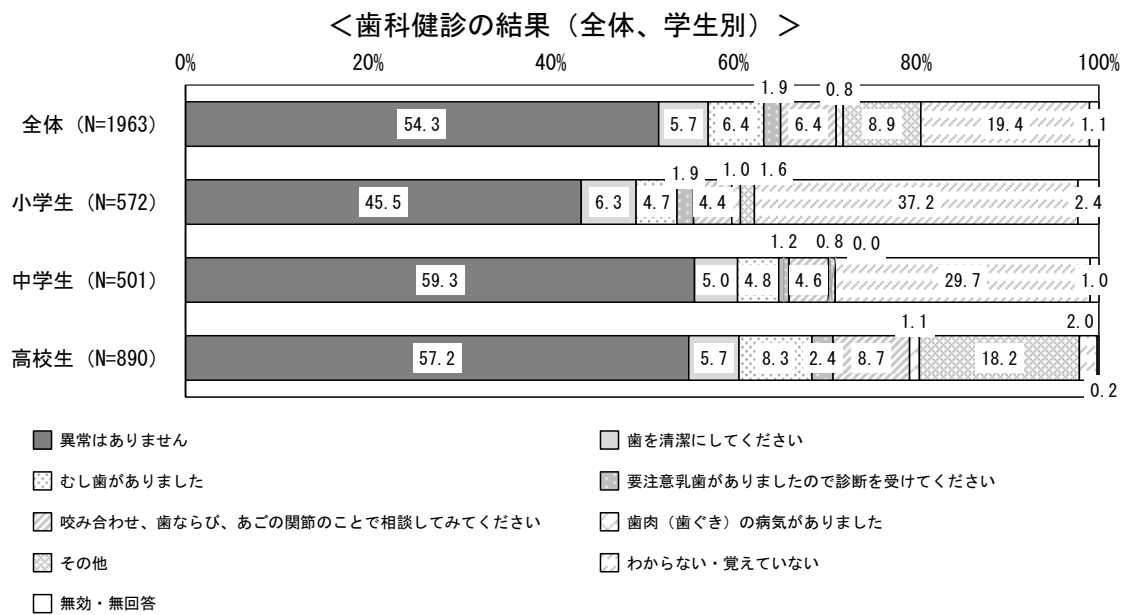 ＜歯科健診の結果（全体、学生別）＞
0% 20% 40% 60% 80% 100%
1.9 0.8
全体（N=1963） 54.3 5.7 6.4 6.4 8.9 19.4 1.1
1.9 1.0 1.6
小学生（N=572） 45.5 6.3 4.7 4.4 37.2 2.4
1.2 0.8 0.0
中学生（N=501） 59.3 5.0 4.8 4.6 29.7 1.0
1.1 2.0
高校生（N=890） 57.2 5.7 8.3 2.4 8.7 18.2
0.2
異常はありません 歯を清潔にしてください
むし歯がありました 要注意乳歯がありましたので診断を受けてください
咬み合わせ、歯ならび、あごの関節のことで相談してみてください 歯肉（歯ぐき）の病気がありました
その他 わからない・覚えていない
無効・無回答